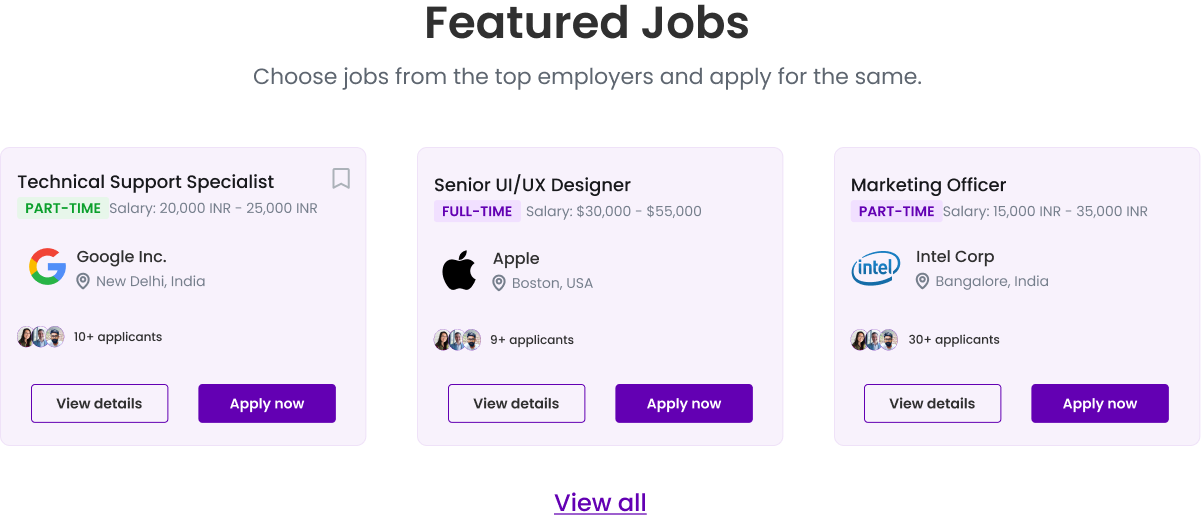 Featured Jobs
Choose jobs from the top employers and apply for the same.
Technical Support Specialist
PART-TIME Salary: 20,000 INR - 25,000 INR
Google Inc.
New Delhi, India
10+ applicants
View details Apply now
Senior UI/UX Designer
FULL-TIME Salary: $30,000 - $55,000
Apple
Boston, USA
9+ applicants
View details Apply now
Marketing Officer
PART-TIME Salary: 15,000 INR - 35,000 INR
intel
Intel Corp
Bangalore, India
30+ applicants
View details Apply now
View all